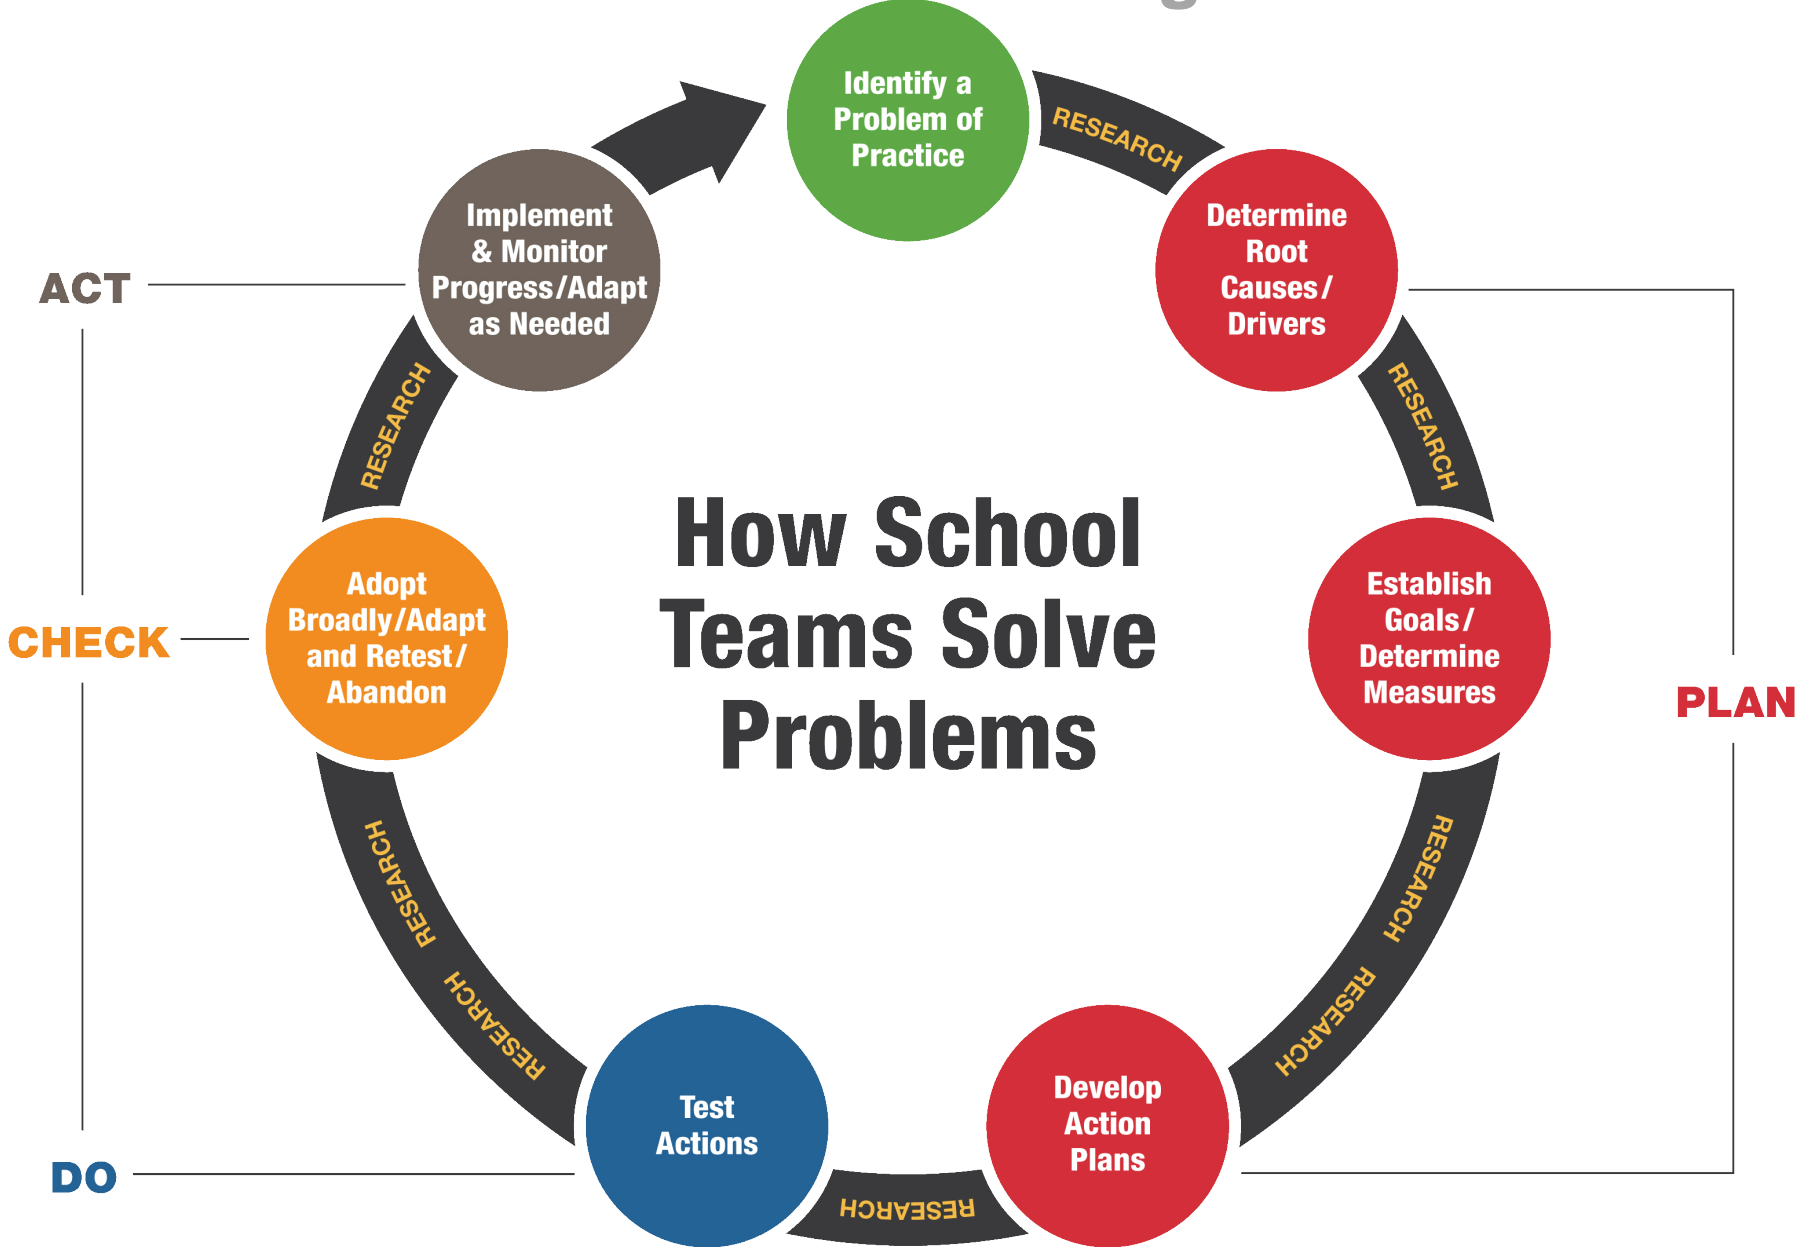 Identify a
Problem of
Practice
RESEARCH
Determine
Root
Causes/
Drivers
RESEARCH
Establish
Goals/
Determine
Measures
RESEARCH
RESEARCH
Develop
Action
Plans
RESEARCH
Test
Actions
RESEARCH
RESEARCH
Adopt
Broadly/Adapt
and Retest/
Abandon
RESEARCH
Implement
& Monitor
Progress/Adapt
as Needed
How School
Teams Solve
Problems
PLAN
DO
CHECK
ACT